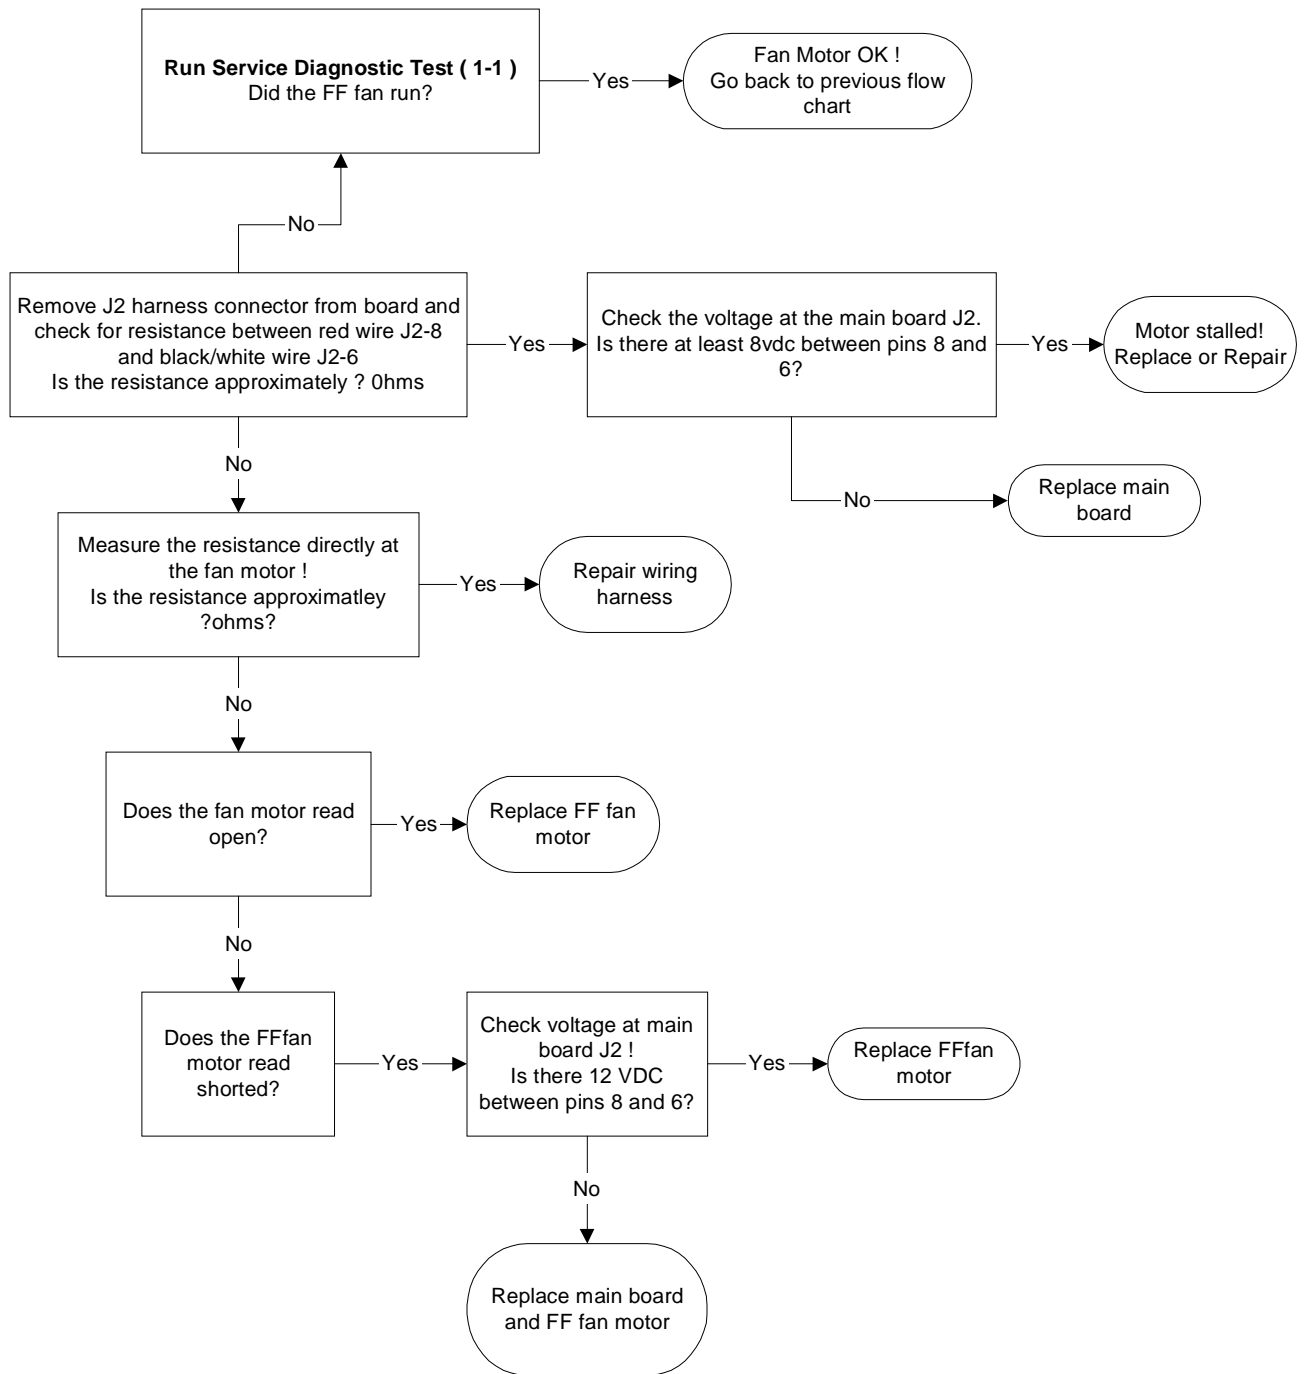 Run Service Diagnostic Test ( 1-1 )
Did the FF fan run?
Yes
Fan Motor OK !
Go back to previous flow
chart
No
Remove J2 harness connector from board and
check for resistance between red wire J2-8
and black/white wire J2-6
Is the resistance approximately ? 0hms
Yes
Check the voltage at the main board J2.
Is there at least 8vdc between pins 8 and
6?
Yes
Motor stalled!
Replace or Repair
No
Replace main
board
No
Measure the resistance directly at
the fan motor !
Is the resistance approximatley
?ohms?
Yes
Repair wiring
harness
No
Does the fan motor read
open?
Yes
Replace FF fan
motor
No
Does the FFfan
motor read
shorted?
Yes
Check voltage at main
board J2 !
Is there 12 VDC
between pins 8 and 6?
Yes
Replace FFfan
motor
No
Replace main board
and FF fan motor